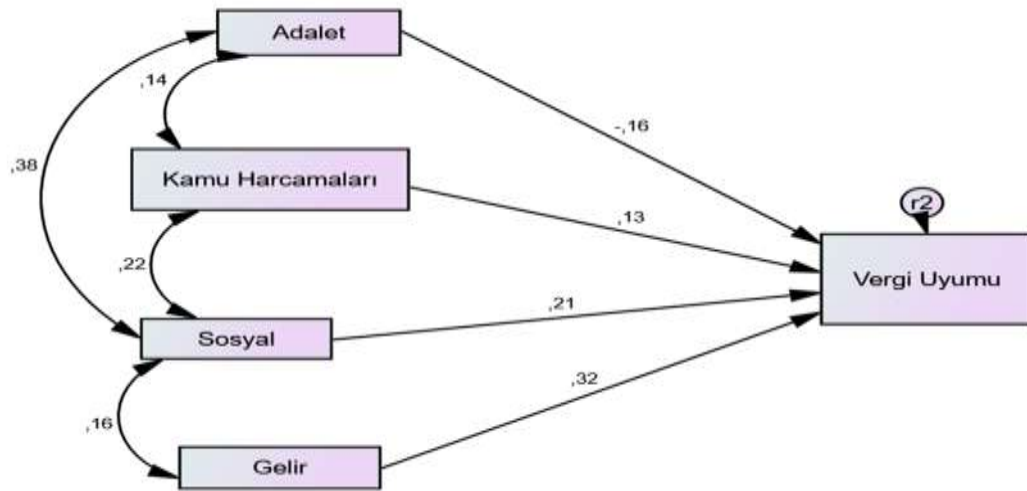 Adalet
,14
-,16
,38
Kamu Harcamaları
,13
r2
,22
Vergi Uyumu
,21
Sosyal
,32
,16
Gelir